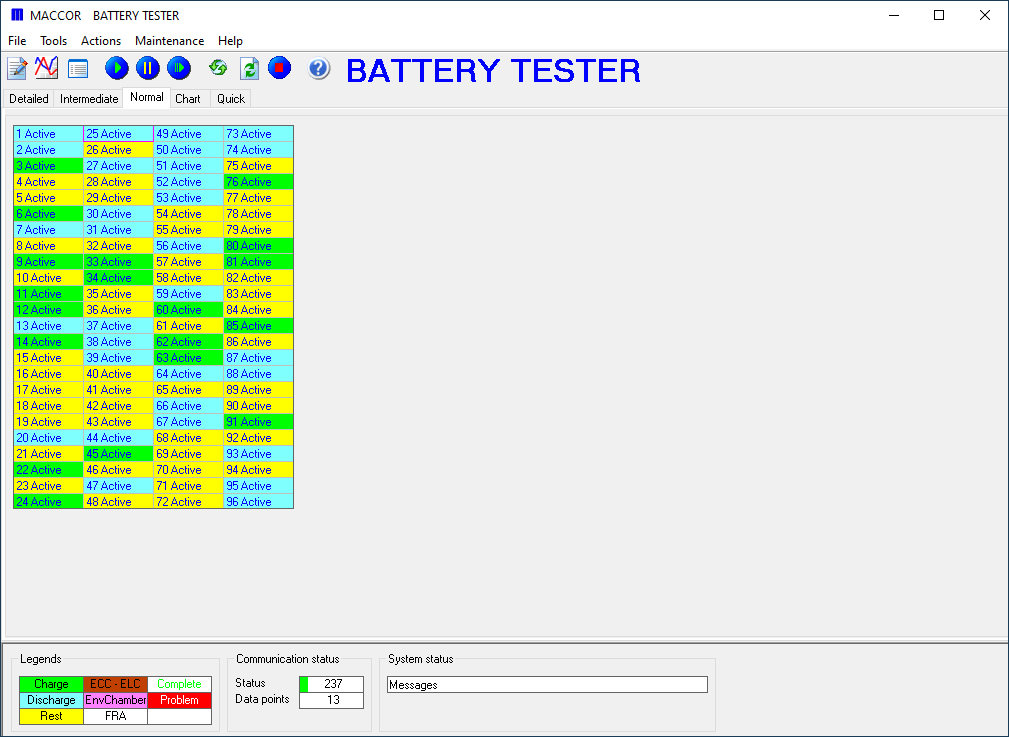 MACCOR BATTERY TESTER
File Tools Actions Maintenance Help
BATTERY TESTER
Detailed Intermediate Normal Chart Quick
1 Active 25 Active 49 Active 73 Active
2 Active 26 Active 50 Active 74 Active
3 Active 27 Active 51 Active 75 Active
4 Active 28 Active 52 Active 76 Active
5 Active 29 Active 53 Active 77 Active
6 Active 30 Active 54 Active 78 Active
7 Active 31 Active 55 Active 79 Active
8 Active 32 Active 56 Active 80 Active
9 Active 33 Active 57 Active 81 Active
10 Active 34 Active 58 Active 82 Active
11 Active 35 Active 59 Active 83 Active
12 Active 36 Active 60 Active 84 Active
13 Active 37 Active 61 Active 85 Active
14 Active 38 Active 62 Active 86 Active
15 Active 39 Active 63 Active 87 Active
16 Active 40 Active 64 Active 88 Active
17 Active 41 Active 65 Active 89 Active
18 Active 42 Active 66 Active 90 Active
19 Active 43 Active 67 Active 91 Active
20 Active 44 Active 68 Active 92 Active
21 Active 45 Active 69 Active 93 Active
22 Active 46 Active 70 Active 94 Active
23 Active 47 Active 71 Active 95 Active
24 Active 48 Active 72 Active 96 Active
Legends
Charge ECC - ELC Complete
Discharge EnvChamber Problem
Rest FRA
Communication status
Status 237
Data points 13
System status
Messages